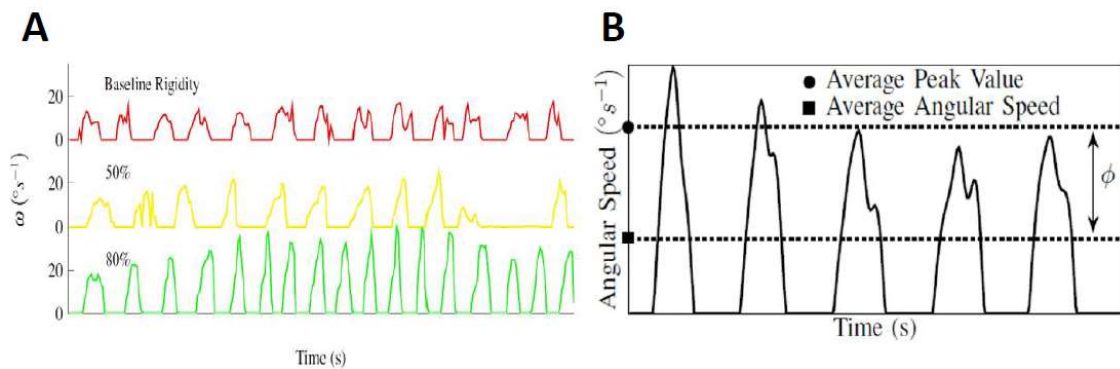 A
Baseline Rigidity
20
0
50%
20
0
80%
20
0
ω (°.s⁻¹)
Time (s)
B
Average Peak Value
Average Angular Speed
Angular Speed (°s⁻¹)
ϕ
Time (s)